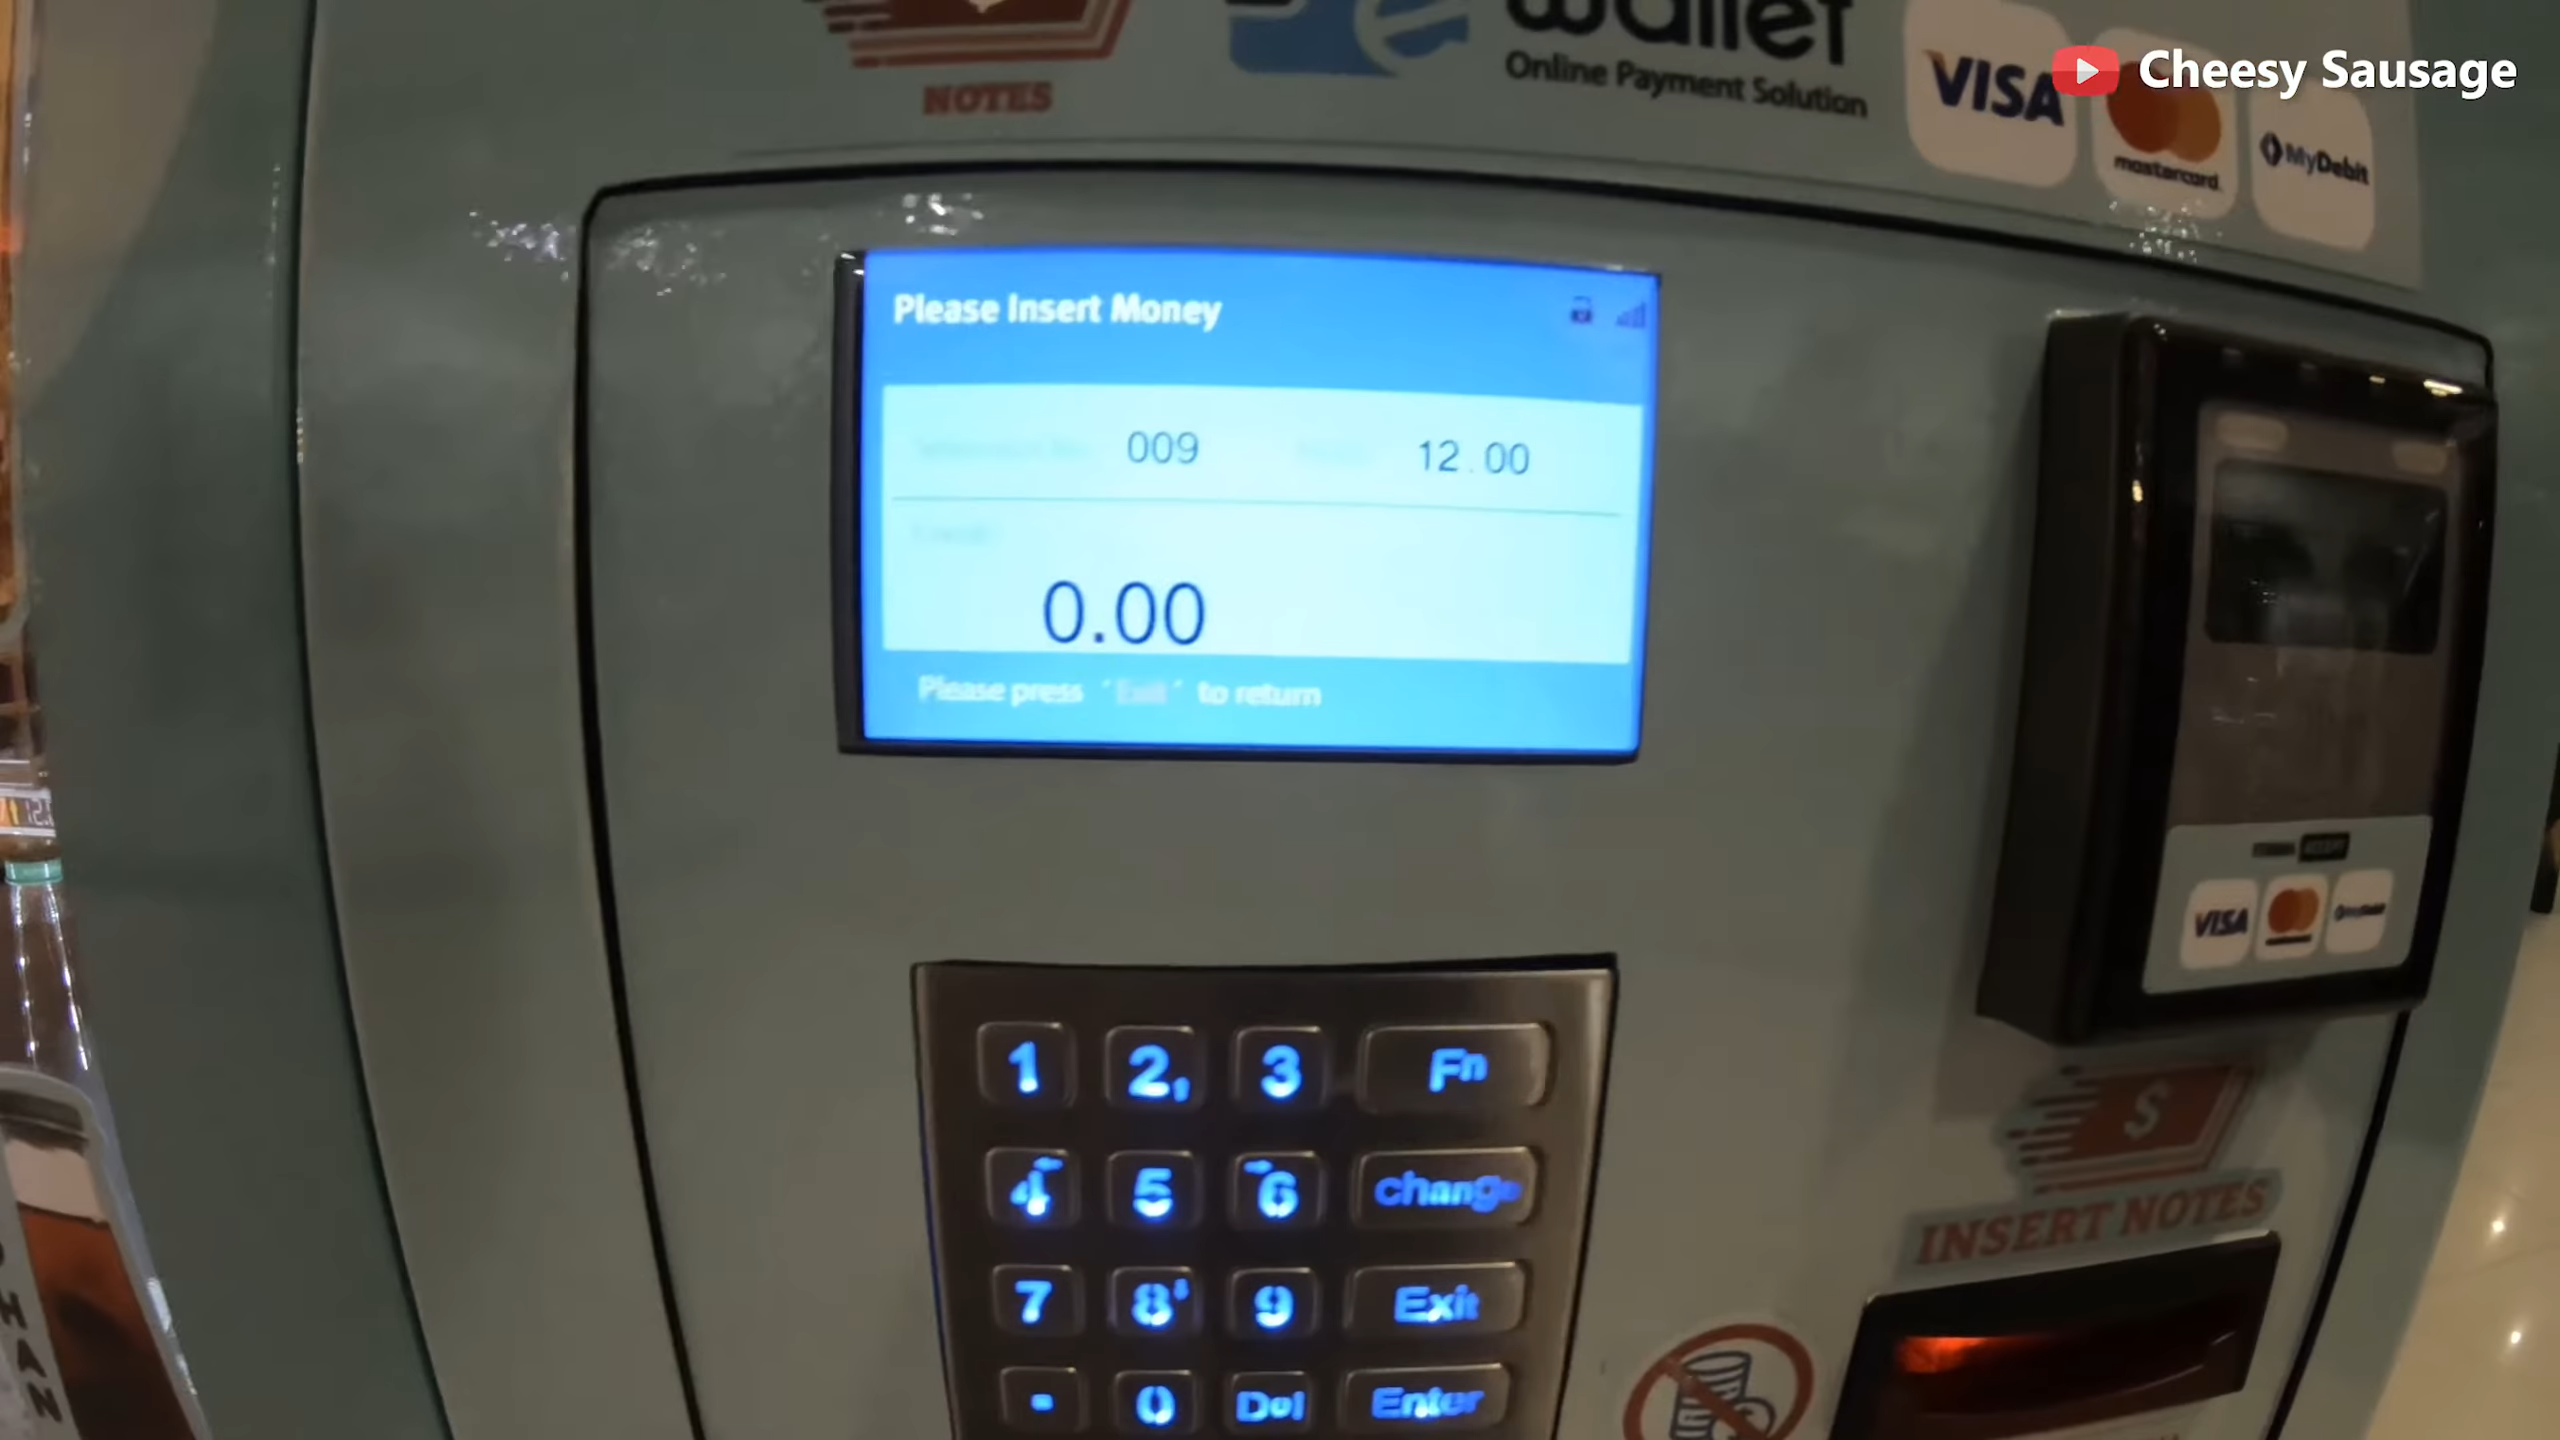 wallet
Online Payment Solution
NOTES
VISA
mastercard
MyDebit
Cheesy Sausage
Please Insert Money
009
12.00
0.00
Please press 'Exit' to return
VISA
1 2, 3 Fn
4 5 6 change
7 8 9 Exit
. 0 Del Enter
$
INSERT NOTES
HAN